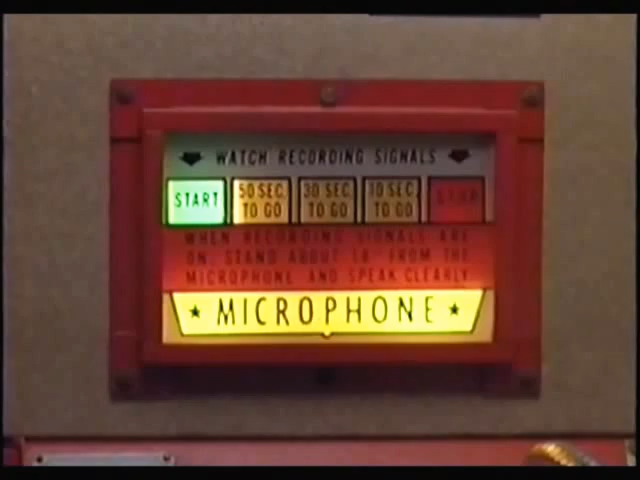 WATCH RECORDING SIGNALS
START 50 SEC. TO GO 30 SEC. TO GO 10 SEC. TO GO STOP
WHEN RECORDING SIGNALS ARE
ON, STAND ABOUT 18" FROM THE
MICROPHONE AND SPEAK CLEARLY
MICROPHONE